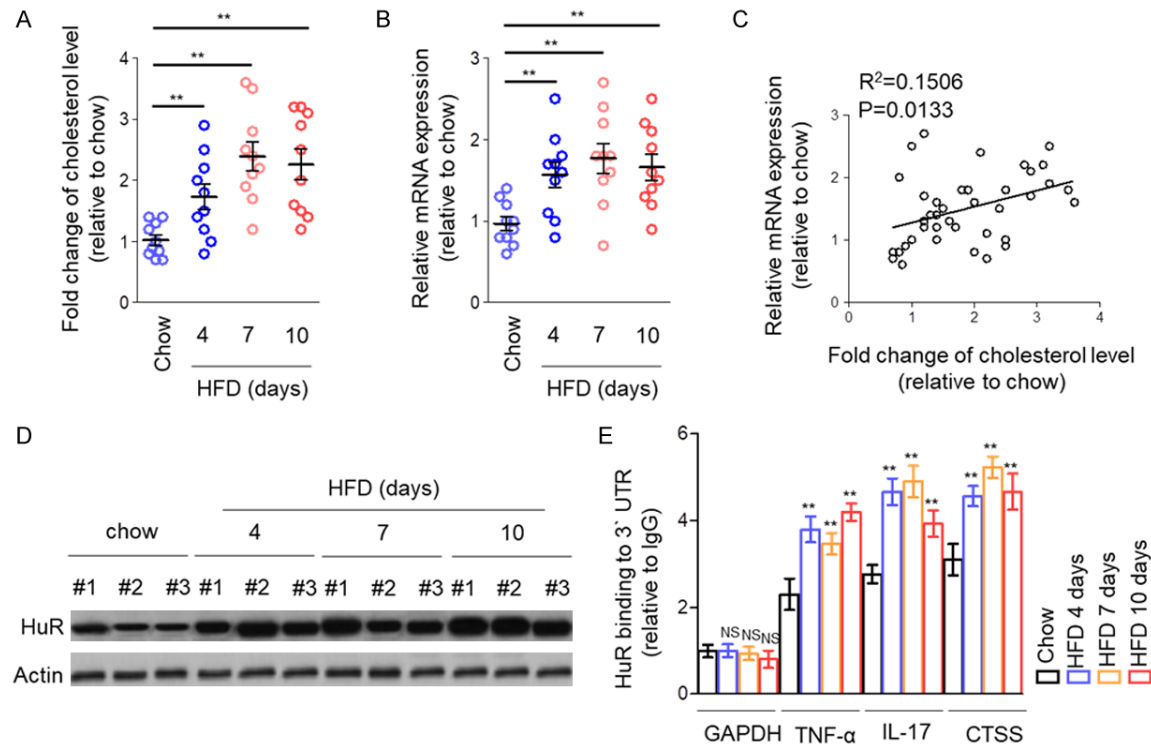 A
Fold change of cholesterol level
(relative to chow)
4
3
2
1
0
**
**
**
Chow
4
7
10
HFD (days)
B
Relative mRNA expression
(relative to chow)
3
2
1
0
**
**
**
Chow
4
7
10
HFD (days)
C
R²=0.1506
P=0.0133
Relative mRNA expression
(relative to chow)
3
2
1
0
0
1
2
3
4
Fold change of cholesterol level
(relative to chow)
D
HFD (days)
chow
4
7
10
#1 #2 #3 #1 #2 #3 #1 #2 #3 #1 #2 #3
HuR
Actin
E
HuR binding to 3` UTR
(relative to IgG)
6
4
2
0
NS NS NS
** ** **
** ** **
** ** **
GAPDH
TNF-α
IL-17
CTSS
Chow
HFD 4 days
HFD 7 days
HFD 10 days